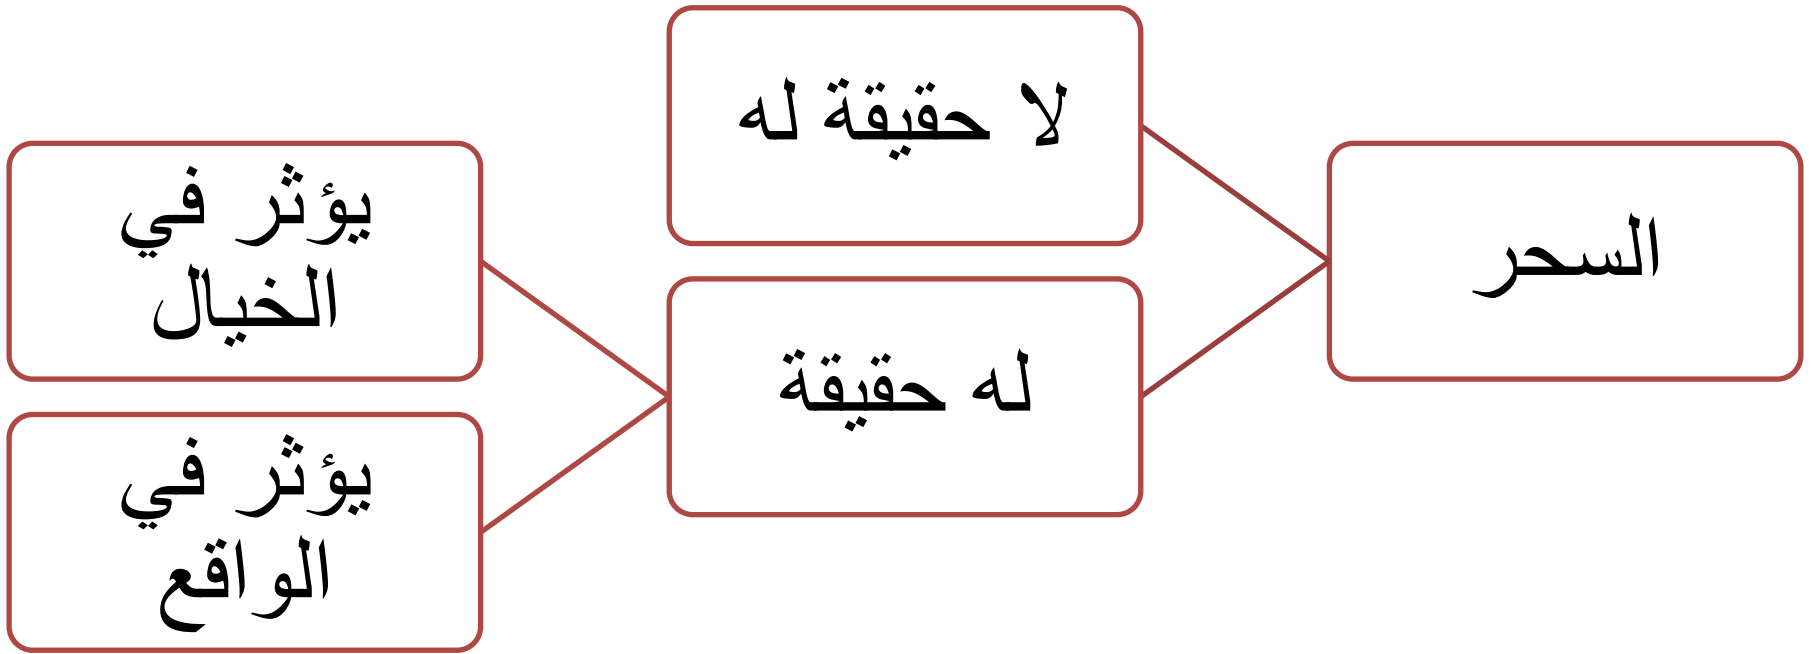 السحر
لا حقيقة له
له حقيقة
يؤثر في
الخيال
يؤثر في
الواقع